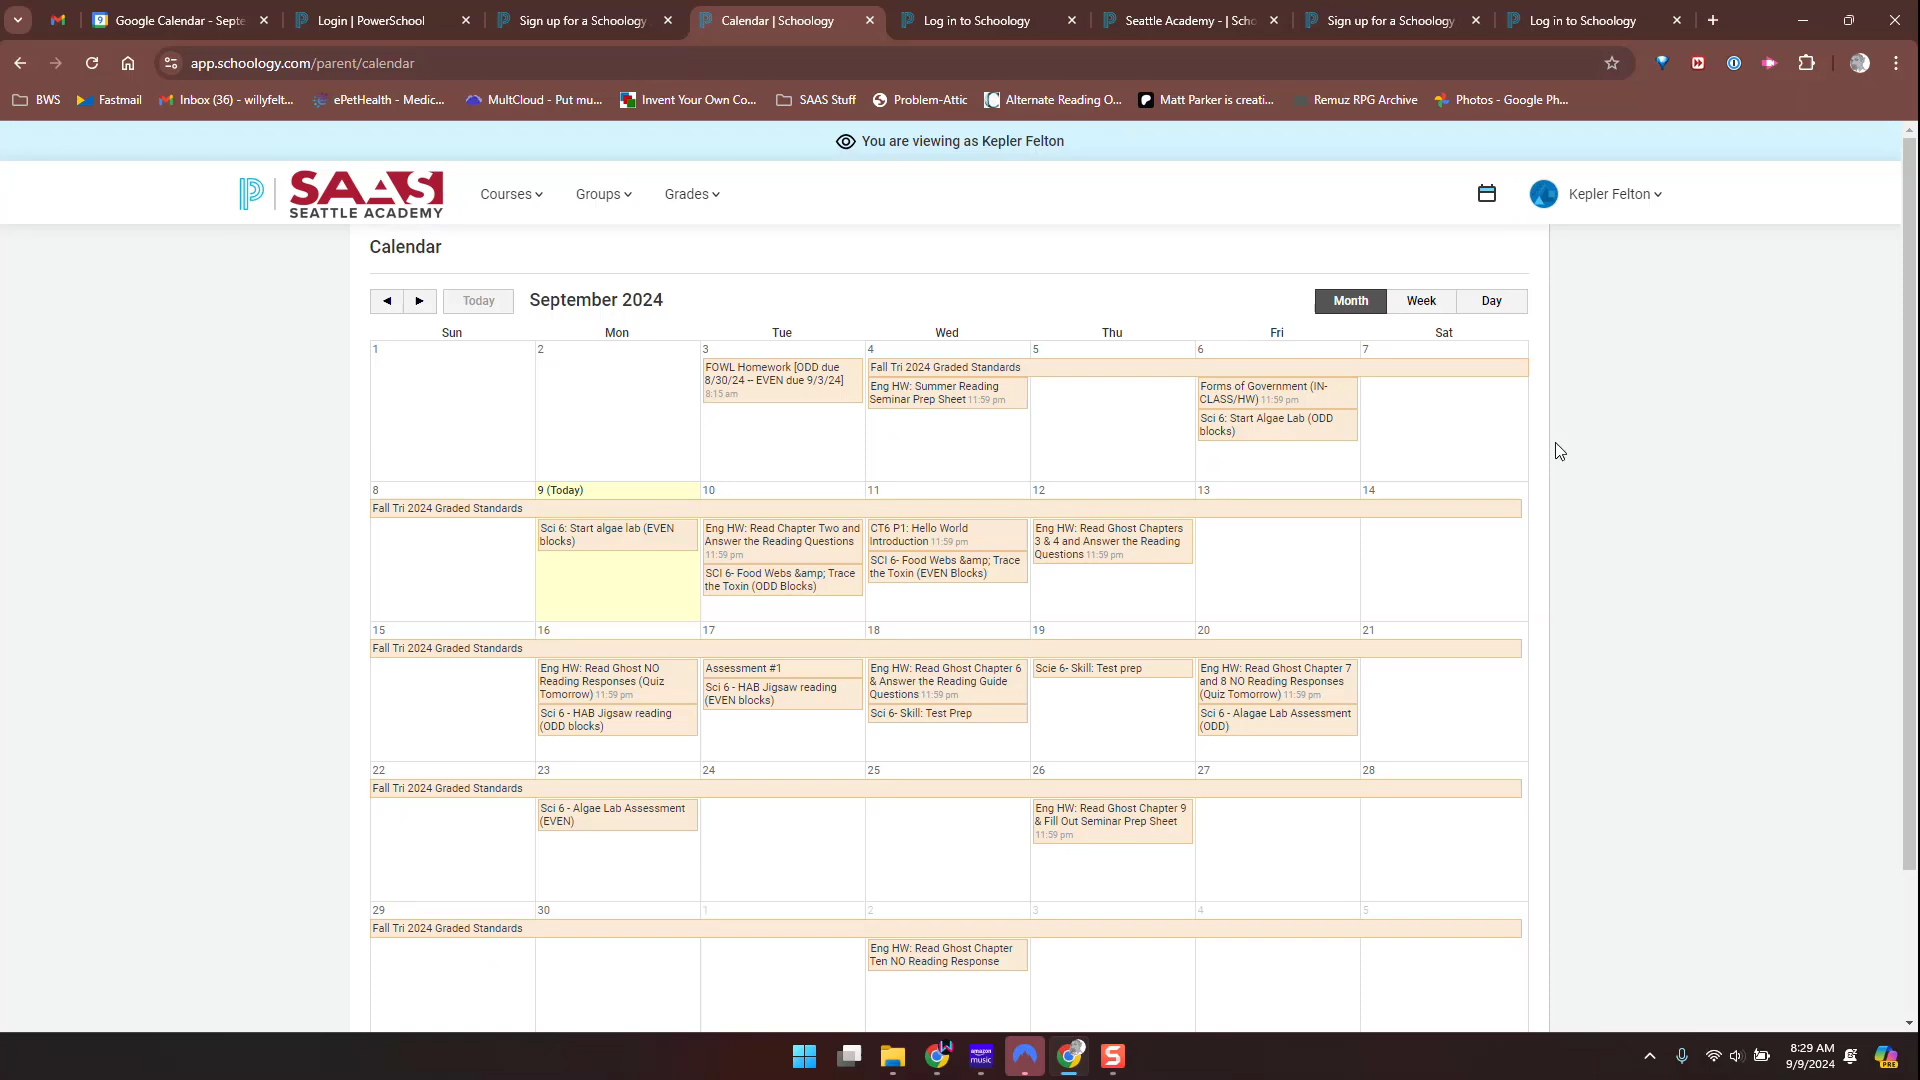 Google Calendar - Septe
Login | PowerSchool
Sign up for a Schoology
Calendar | Schoology
Log in to Schoology
Seattle Academy - | Scho
Sign up for a Schoology
Log in to Schoology
app.schoology.com/parent/calendar
BWS
Fastmail
Inbox (36) - willyfelt...
ePetHealth - Medic...
MultCloud - Put mu...
Invent Your Own Co...
SAAS Stuff
Problem-Attic
Alternate Reading O...
Matt Parker is creati...
Remuz RPG Archive
Photos - Google Ph...
You are viewing as Kepler Felton
SAAS
SEATTLE ACADEMY
Courses
Groups
Grades
Kepler Felton
Calendar
Today
September 2024
Month
Week
Day
Sun
Mon
Tue
Wed
Thu
Fri
Sat
1
2
3
4
5
6
7
FOWL Homework [ODD due
8/30/24 -- EVEN due 9/3/24]
8:15 am
Fall Tri 2024 Graded Standards
Eng HW: Summer Reading
Seminar Prep Sheet 11:59 pm
Forms of Government (IN-
CLASS/HW) 11:59 pm
Sci 6: Start Algae Lab (ODD
blocks)
8
9 (Today)
10
11
12
13
14
Fall Tri 2024 Graded Standards
Sci 6: Start algae lab (EVEN
blocks)
Eng HW: Read Chapter Two and
Answer the Reading Questions
11:59 pm
SCI 6- Food Webs &amp; Trace
the Toxin (ODD Blocks)
CT6 P1: Hello World
Introduction 11:59 pm
SCI 6- Food Webs &amp; Trace
the Toxin (EVEN Blocks)
Eng HW: Read Ghost Chapters
3 & 4 and Answer the Reading
Questions 11:59 pm
15
16
17
18
19
20
21
Fall Tri 2024 Graded Standards
Eng HW: Read Ghost NO
Reading Responses (Quiz
Tomorrow) 11:59 pm
Sci 6 - HAB Jigsaw reading
(ODD blocks)
Assessment #1
Sci 6 - HAB Jigsaw reading
(EVEN blocks)
Eng HW: Read Ghost Chapter 6
& Answer the Reading Guide
Questions 11:59 pm
Sci 6- Skill: Test Prep
Scie 6- Skill: Test prep
Eng HW: Read Ghost Chapter 7
and 8 NO Reading Responses
(Quiz Tomorrow) 11:59 pm
Sci 6 - Alagae Lab Assessment
(ODD)
22
23
24
25
26
27
28
Fall Tri 2024 Graded Standards
Sci 6 - Algae Lab Assessment
(EVEN)
Eng HW: Read Ghost Chapter 9
& Fill Out Seminar Prep Sheet
11:59 pm
29
30
1
2
3
4
5
Fall Tri 2024 Graded Standards
Eng HW: Read Ghost Chapter
Ten NO Reading Response
amazon
music
8:29 AM
9/9/2024
PRE